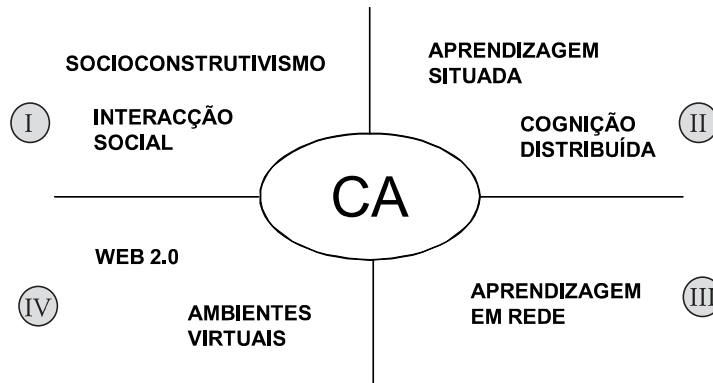 SOCIOCONSTRUTIVISMO
I
INTERACÇÃO
SOCIAL
APRENDIZAGEM
SITUADA
COGNIÇÃO
DISTRIBUÍDA
II
CA
WEB 2.0
IV
AMBIENTES
VIRTUAIS
APRENDIZAGEM
EM REDE
III